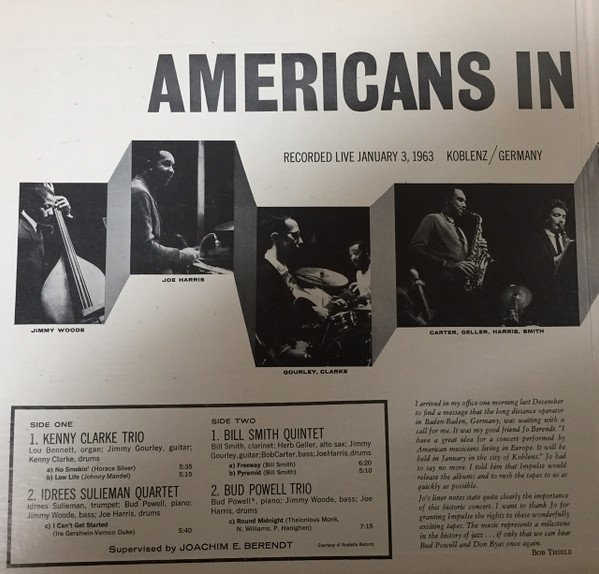 AMERICANS IN
RECORDED LIVE JANUARY 3, 1963 KOBLENZ/GERMANY
JIMMY WOODE
JOE HARRIS
GOURLEY, CLARKE
CARTER, GELLER, HARRIS, SMITH
SIDE ONE
1. KENNY CLARKE TRIO
Lou Bennett, organ; Jimmy Gourley, guitar;
Kenny Clarke, drums
a) No Smokin' (Horace Silver) 5:35
b) Low Life (Johnny Mandel) 5:15
2. IDREES SULIEMAN QUARTET
Idrees Sulieman, trumpet; Bud Powell, piano;
Jimmy Woode, bass; Joe Harris, drums
c) I Can't Get Started
(Ira Gershwin-Vernon Duke) 5:40
SIDE TWO
1. BILL SMITH QUINTET
Bill Smith, clarinet; Herb Geller, alto sax; Jimmy
Gourley, guitar; Bob Carter, bass; Joe Harris, drums
a) Freeway (Bill Smith) 6:20
b) Pyramid (Bill Smith) 5:10
2. BUD POWELL TRIO
Bud Powell*, piano; Jimmy Woode, bass; Joe
Harris, drums
c) Round Midnight (Thelonious Monk,
N. Williams, P. Hanighen) 7:15
Supervised by JOACHIM E. BERENDT
Courtesy of Roulette Records
I arrived in my office one morning last December
to find a message that the long distance operator
in Baden-Baden, Germany, was waiting with a
call for me. It was my good friend Jo Berendt. "I
have a great idea for a concert performed by
American musicians living in Europe. It will be
held in January in the city of Koblenz." Jo had
to say no more. I told him that Impulse would
release the albums and to rush the tapes to us as
quickly as possible.
Jo's liner notes state quite clearly the importance
of this historic concert. I want to thank Jo for
granting Impulse the rights to these wonderfully
exciting tapes. The music represents a milestone
in the history of jazz . . . if only that we can hear
Bud Powell and Don Byas once again.
BOB THIELE